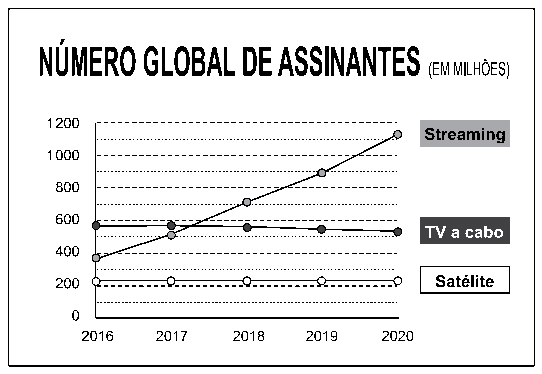 NÚMERO GLOBAL DE ASSINANTES (EM MILHÕES)
1200
1000
800
600
400
200
0
2016 2017 2018 2019 2020
Streaming
TV a cabo
Satélite